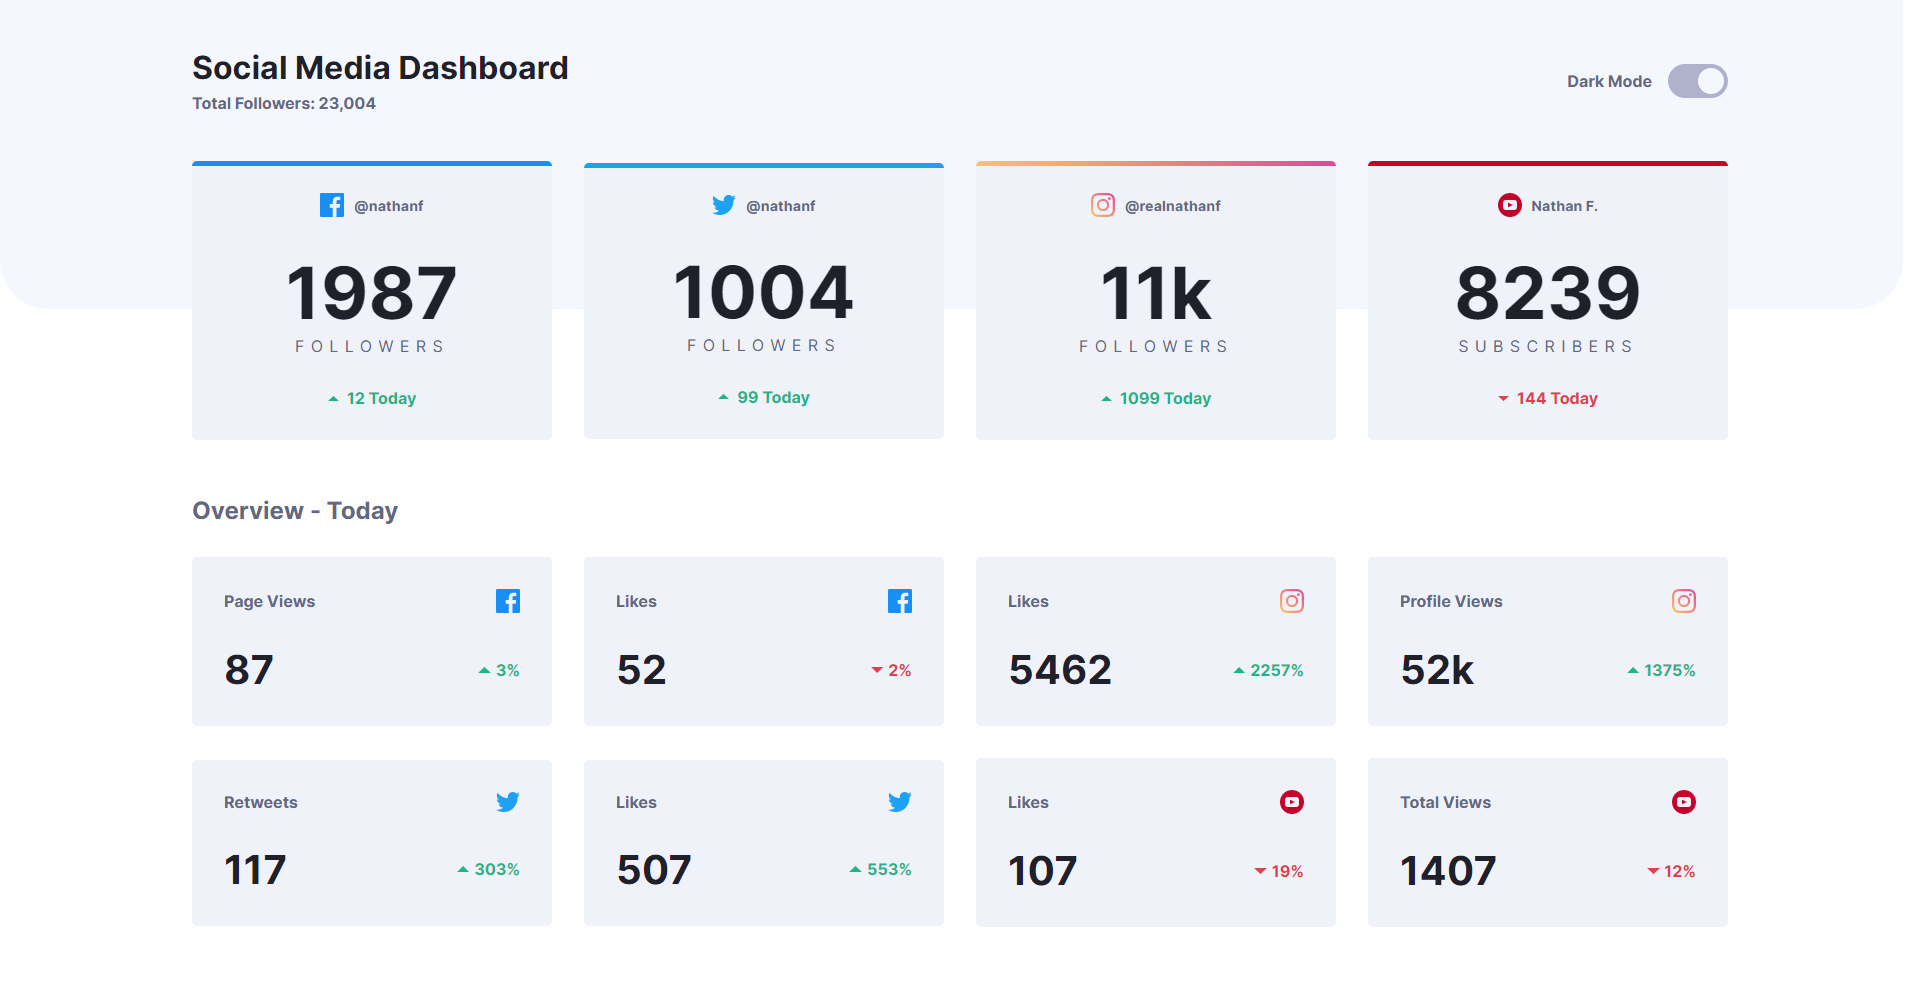 Social Media Dashboard
Total Followers: 23,004
Dark Mode
@nathanf
1987
FOLLOWERS
12 Today
@nathanf
1004
FOLLOWERS
99 Today
@realnathanf
11k
FOLLOWERS
1099 Today
Nathan F.
8239
SUBSCRIBERS
144 Today
Overview - Today
Page Views
87
3%
Likes
52
2%
Likes
5462
2257%
Profile Views
52k
1375%
Retweets
117
303%
Likes
507
553%
Likes
107
19%
Total Views
1407
12%